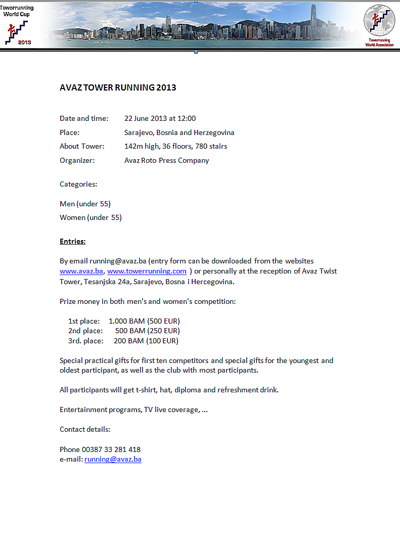 Towerrunning
World Cup
2013
Towerrunning
World Association
AVAZ TOWER RUNNING 2013
Date and time: 22 June 2013 at 12:00
Place: Sarajevo, Bosnia and Herzegovina
About Tower: 142m high, 36 floors, 780 stairs
Organizer: Avaz Roto Press Company
Categories:
Men (under 55)
Women (under 55)
Entries:
By email running@avaz.ba (entry form can be downloaded from the websites
www.avaz.ba, www.towerrunning.com ) or personally at the reception of Avaz Twist
Tower, Tesanjska 24a, Sarajevo, Bosna i Hercegovina.
Prize money in both men's and women's competition:
1st place: 1.000 BAM (500 EUR)
2nd place: 500 BAM (250 EUR)
3rd. place: 200 BAM (100 EUR)
Special practical gifts for first ten competitors and special gifts for the youngest and
oldest participant, as well as the club with most participants.
All participants will get t-shirt, hat, diploma and refreshment drink.
Entertainment programs, TV live coverage, ...
Contact details:
Phone 00387 33 281 418
e-mail: running@avaz.ba